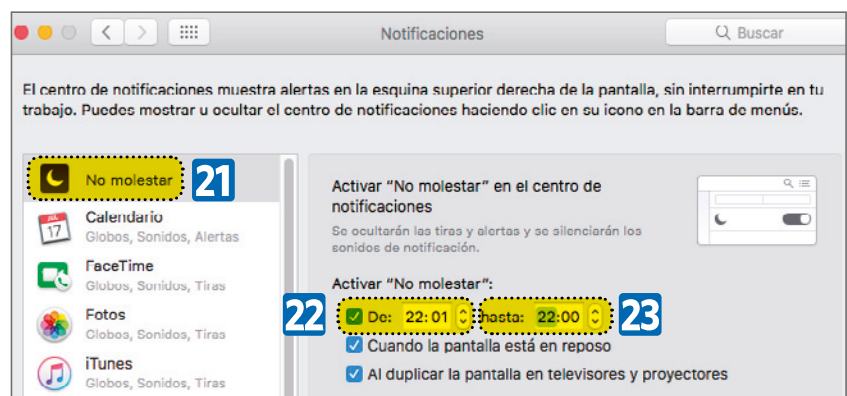 Notificaciones
Buscar
El centro de notificaciones muestra alertas en la esquina superior derecha de la pantalla, sin interrumpirte en tu
trabajo. Puedes mostrar u ocultar el centro de notificaciones haciendo clic en su icono en la barra de menús.
No molestar
21
JUL
17
Calendario
Globos, Sonidos, Alertas
FaceTime
Globos, Sonidos, Tiras
Fotos
Globos, Sonidos, Tiras
iTunes
Globos, Sonidos, Tiras
Activar "No molestar" en el centro de
notificaciones
Se ocultarán las tiras y alertas y se silenciarán los
sonidos de notificación.
Activar "No molestar":
22 De: 22:01 hasta: 22:00 23
Cuando la pantalla está en reposo
Al duplicar la pantalla en televisores y proyectores